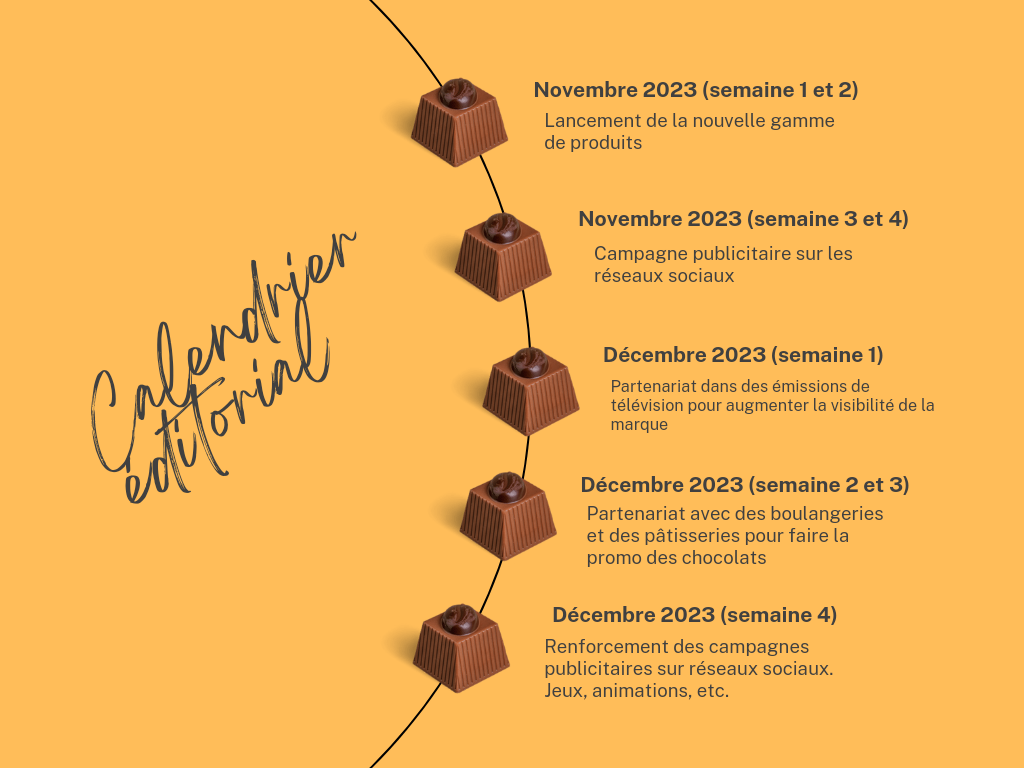 Calendrier
éditorial
Novembre 2023 (semaine 1 et 2)
Lancement de la nouvelle gamme
de produits
Novembre 2023 (semaine 3 et 4)
Campagne publicitaire sur les
réseaux sociaux
Décembre 2023 (semaine 1)
Partenariat dans des émissions de
télévision pour augmenter la visibilité de la
marque
Décembre 2023 (semaine 2 et 3)
Partenariat avec des boulangeries
et des pâtisseries pour faire la
promo des chocolats
Décembre 2023 (semaine 4)
Renforcement des campagnes
publicitaires sur réseaux sociaux.
Jeux, animations, etc.